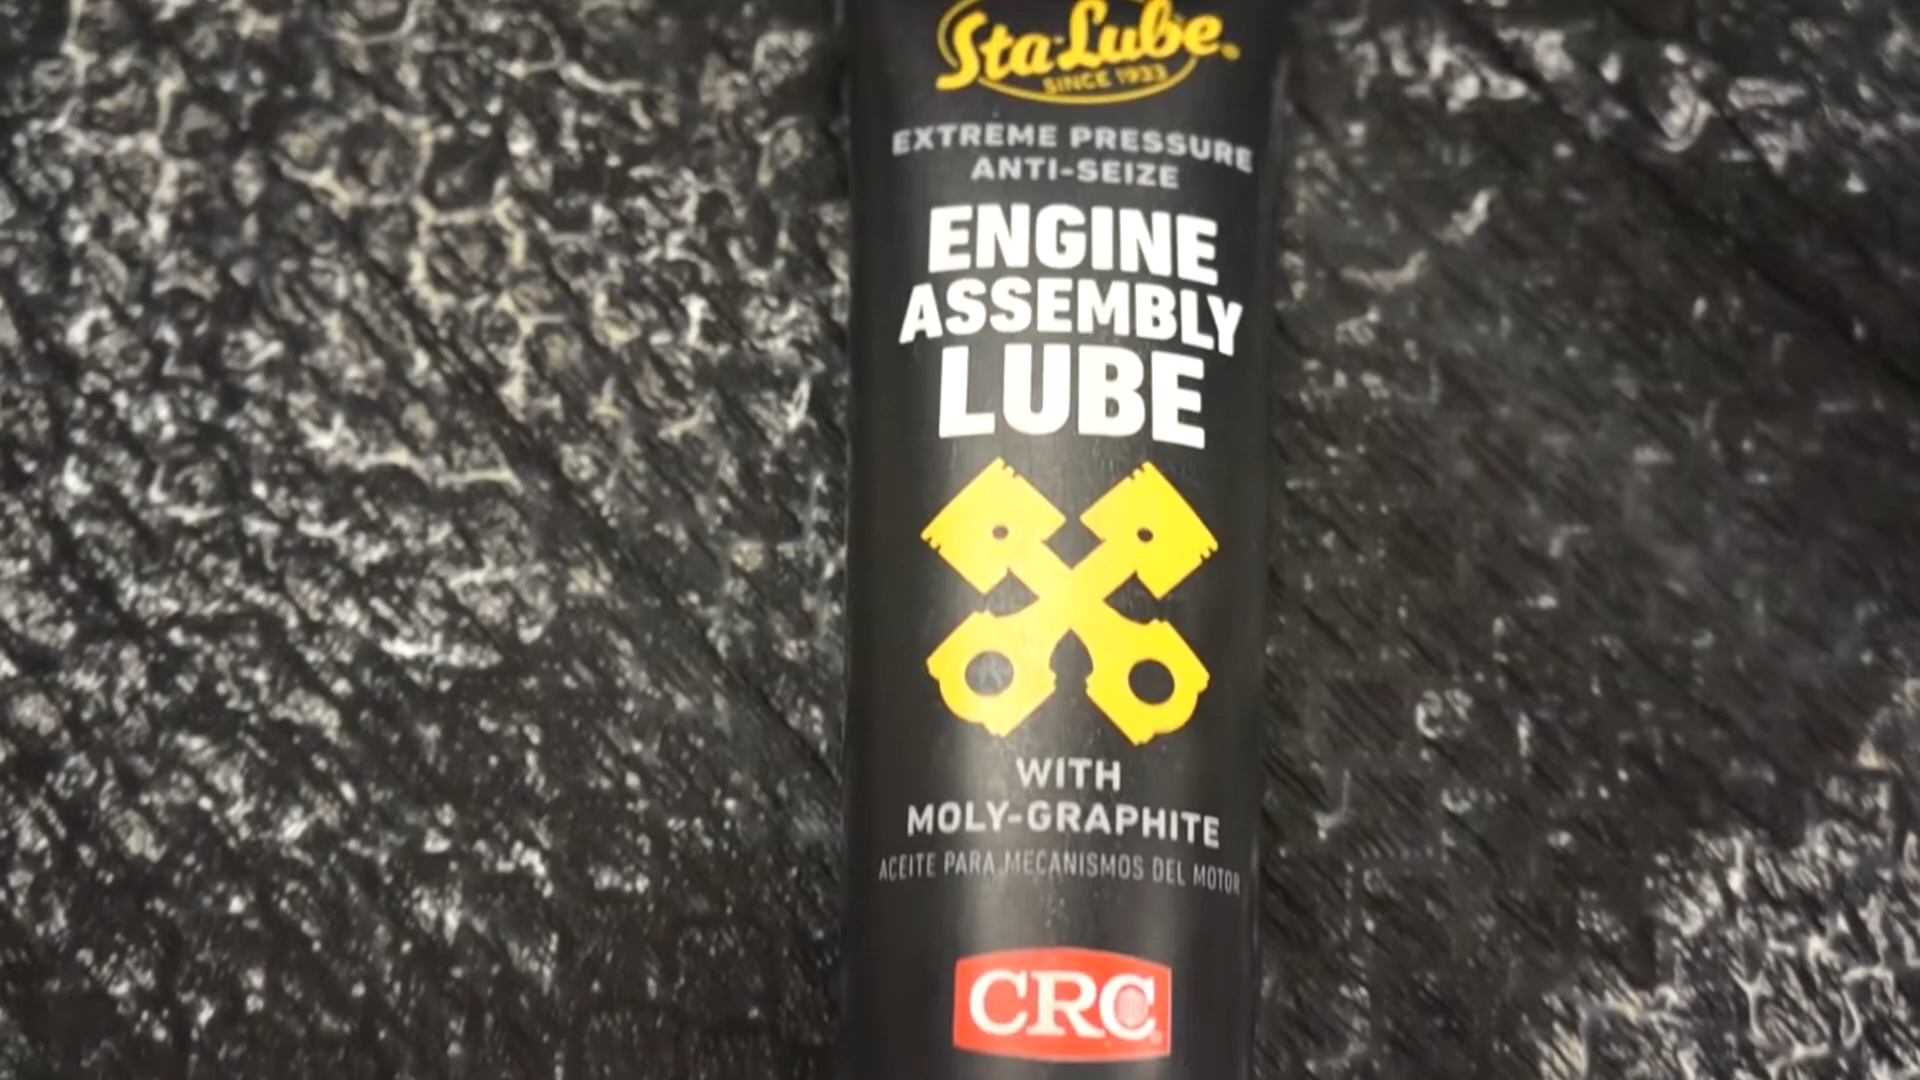 Sta-Lube®
SINCE 1933
EXTREME PRESSURE
ANTI-SEIZE
ENGINE
ASSEMBLY
LUBE
WITH
MOLY-GRAPHITE
ACEITE PARA MECANISMOS DEL MOTOR
CRC